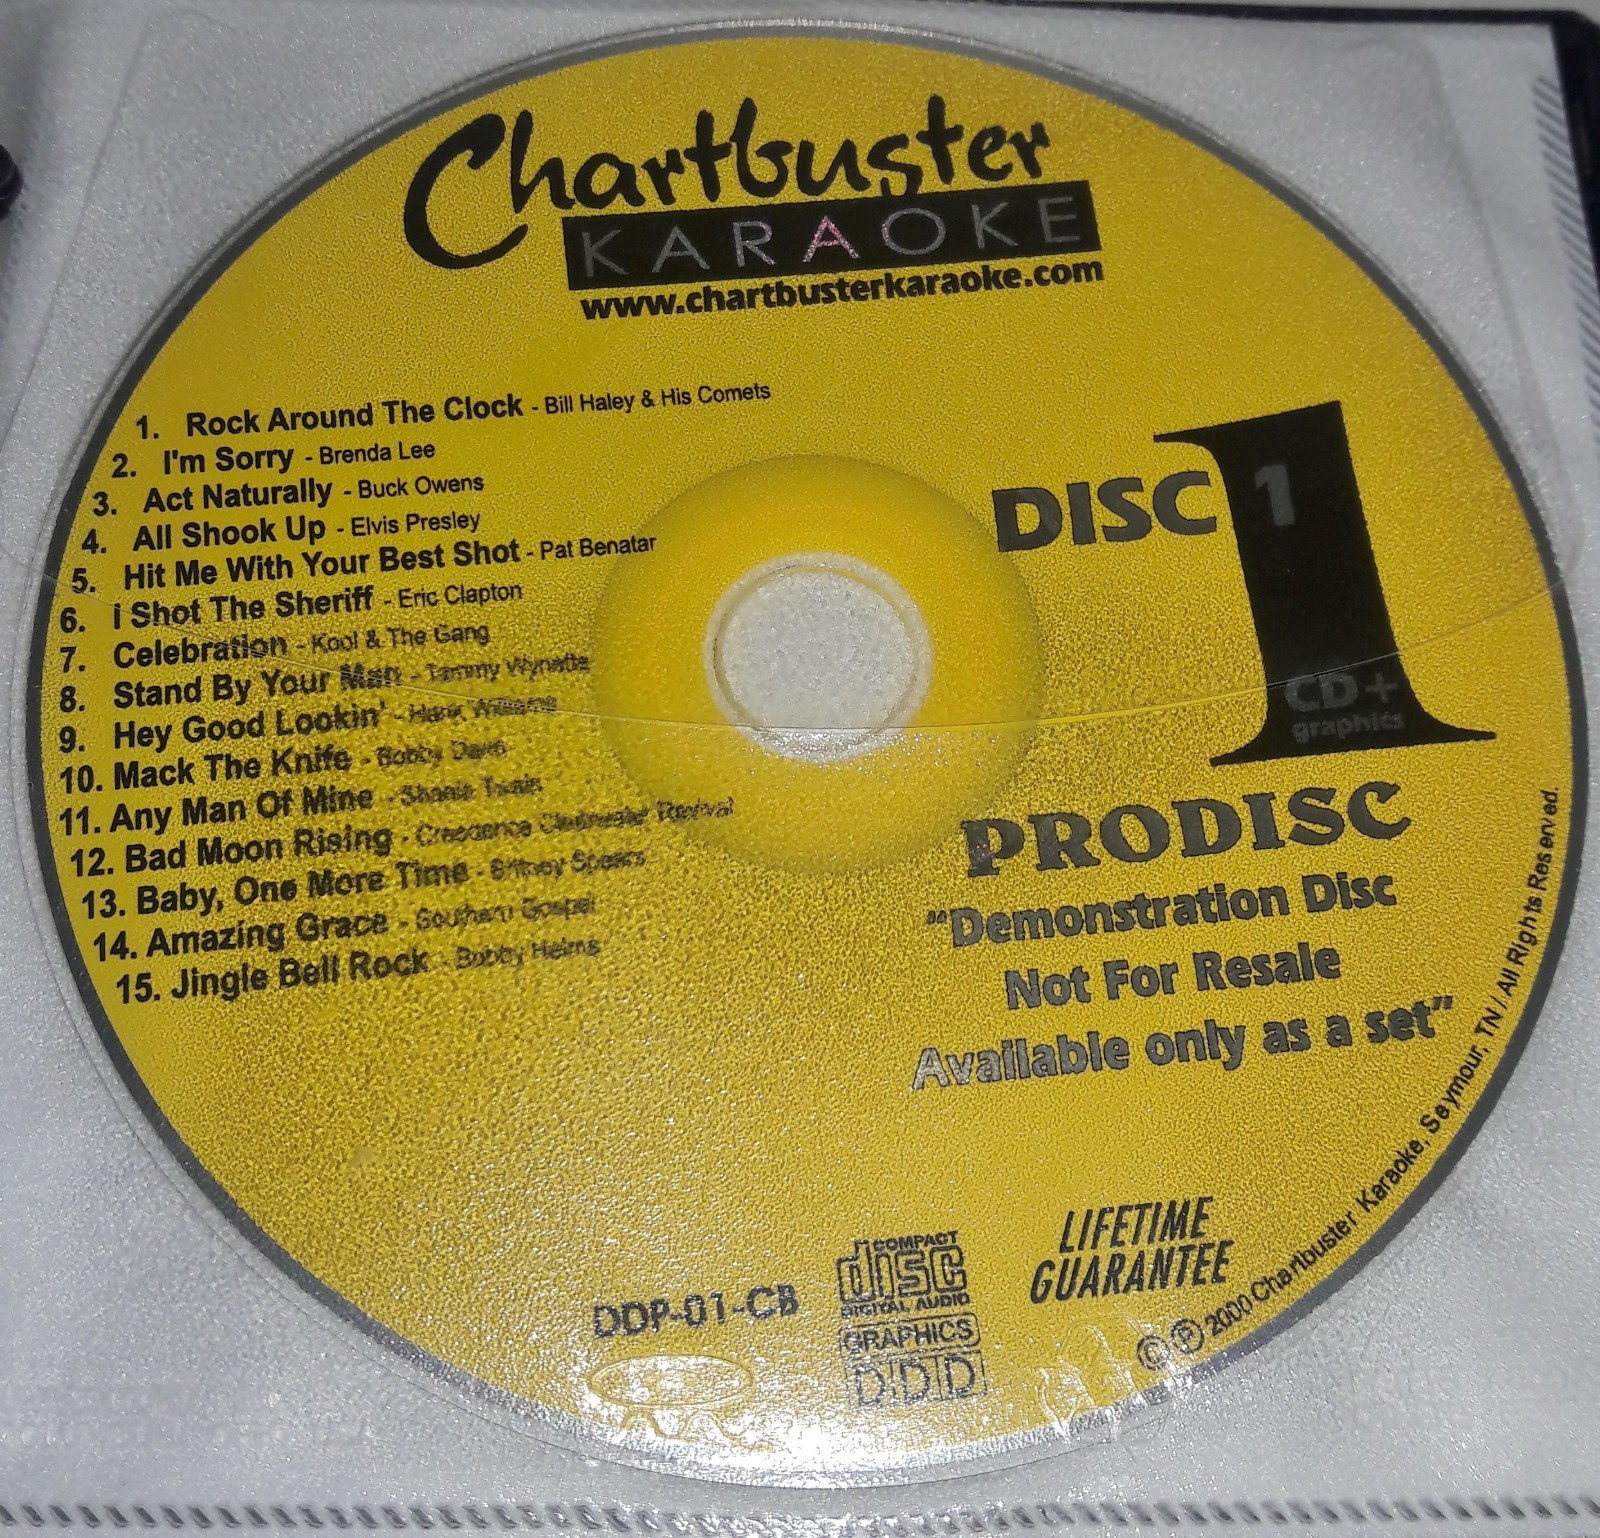 Chartbuster
KARAOKE
www.chartbusterkaraoke.com
1. Rock Around The Clock - Bill Haley & His Comets
2. I'm Sorry - Brenda Lee
3. Act Naturally - Buck Owens
4. All Shook Up - Elvis Presley
5. Hit Me With Your Best Shot - Pat Benatar
6. I Shot The Sheriff - Eric Clapton
7. Celebration - Kool & The Gang
8. Stand By Your Man - Tammy Wynette
9. Hey Good Lookin' - Hank Williams
10. Mack The Knife - Bobby Darin
11. Any Man Of Mine - Shania Twain
12. Bad Moon Rising - Creedence Clearwater Revival
13. Baby, One More Time - Britney Spears
14. Amazing Grace - Southern Gospel
15. Jingle Bell Rock - Bobby Helms
DISC 1
1
CD+
graphics
PRODISC
"Demonstration Disc
Not For Resale
Available only as a set"
LIFETIME
GUARANTEE
DDP-01-CB
COMPACT
disc
DIGITAL AUDIO
GRAPHICS
DDD
© ℗ 2000 Chartbuster Karaoke, Seymour, TN / All Rights Reserved.